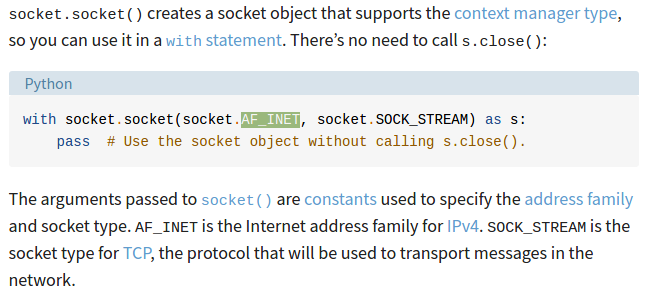 socket.socket() creates a socket object that supports the context manager type,
so you can use it in a with statement. There’s no need to call s.close():
Python
with socket.socket(socket.AF_INET, socket.SOCK_STREAM) as s:
    pass  # Use the socket object without calling s.close().
The arguments passed to socket() are constants used to specify the address family
and socket type. AF_INET is the Internet address family for IPv4. SOCK_STREAM is the
socket type for TCP, the protocol that will be used to transport messages in the
network.